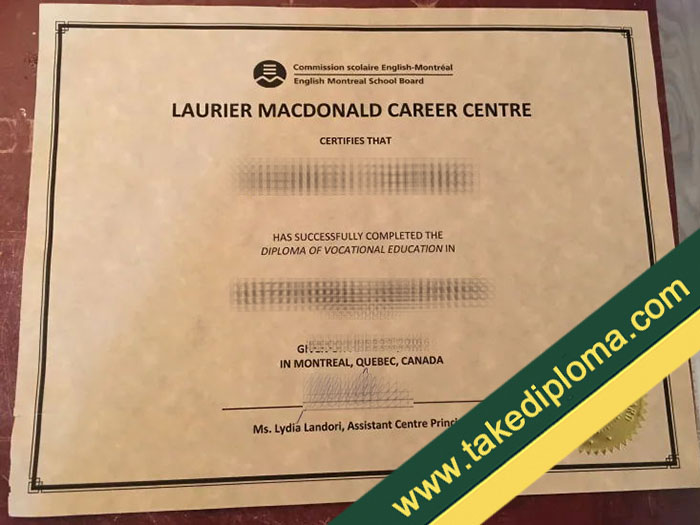 Commission scolaire English-Montréal
English Montreal School Board
LAURIER MACDONALD CAREER CENTRE
CERTIFIES THAT
HAS SUCCESSFULLY COMPLETED THE
DIPLOMA OF VOCATIONAL EDUCATION IN
IN MONTREAL, QUEBEC, CANADA
Ms. Lydia Landori, Assistant Centre
www.takediploma.com